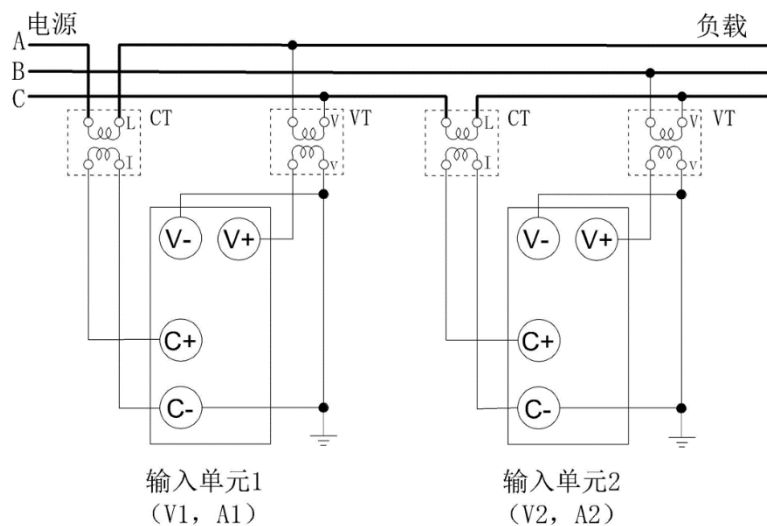 电源
负载
A
B
C
L CT
I
V VT
v
L CT
I
V VT
v
V- V+
C+
C-
V- V+
C+
C-
输入单元1
(V1, A1)
输入单元2
(V2, A2)